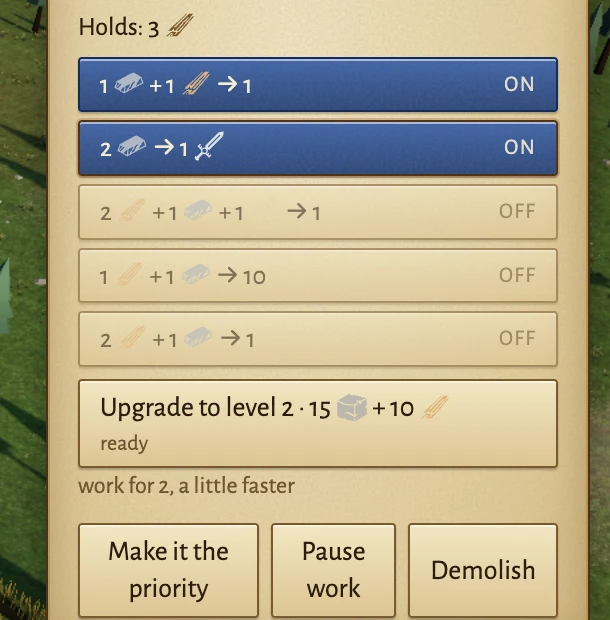 Holds: 3
1 +1 → 1 ON
2 → 1 ON
2 +1 +1 → 1 OFF
1 +1 → 10 OFF
2 +1 → 1 OFF
Upgrade to level 2 · 15 + 10
ready
work for 2, a little faster
Make it the
priority
Pause
work
Demolish